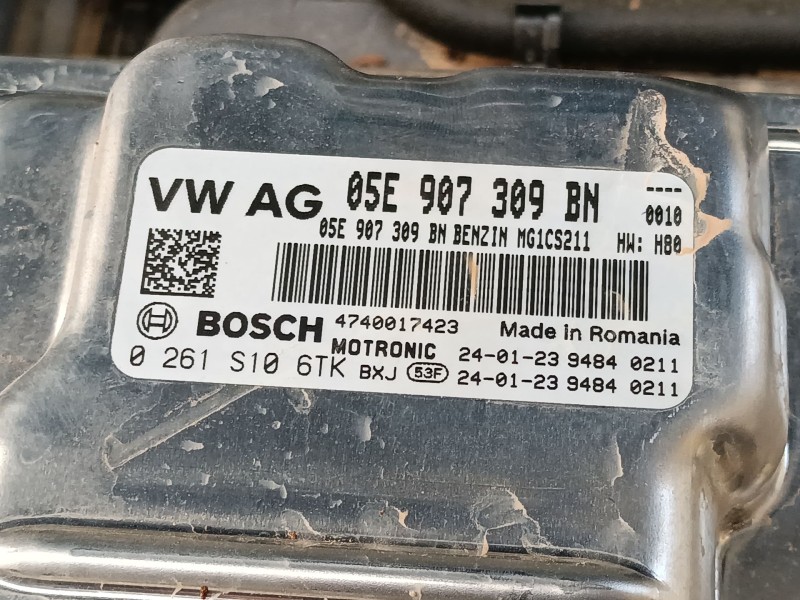 VW AG 05E 907 309 BN ----
0010
05E 907 309 BN BENZIN MG1CS211 HW: H80
BOSCH 4740017423 Made in Romania
MOTRONIC 24-01-23 9484 0211
0 261 S10 6TK BXJ 53F 24-01-23 9484 0211